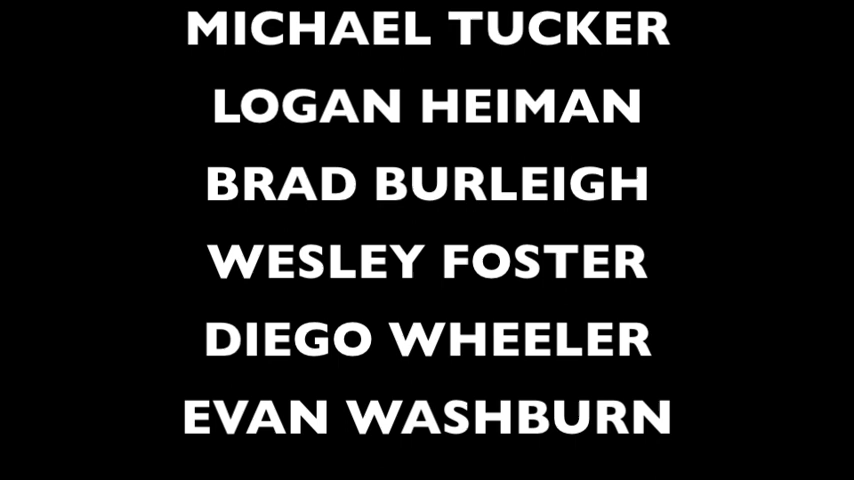 MICHAEL TUCKER
LOGAN HEIMAN
BRAD BURLEIGH
WESLEY FOSTER
DIEGO WHEELER
EVAN WASHBURN